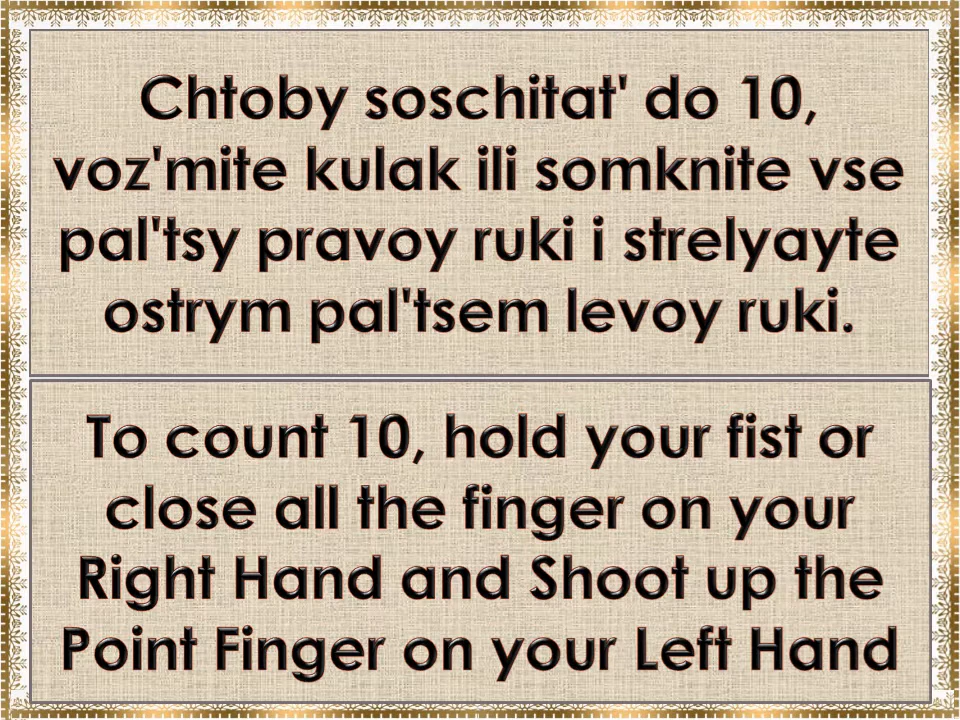 Chtoby soschitat' do 10,
voz'mite kulak ili somknite vse
pal'tsy pravoy ruki i strelyayte
ostrym pal'tsem levoy ruki.
To count 10, hold your fist or
close all the finger on your
Right Hand and Shoot up the
Point Finger on your Left Hand